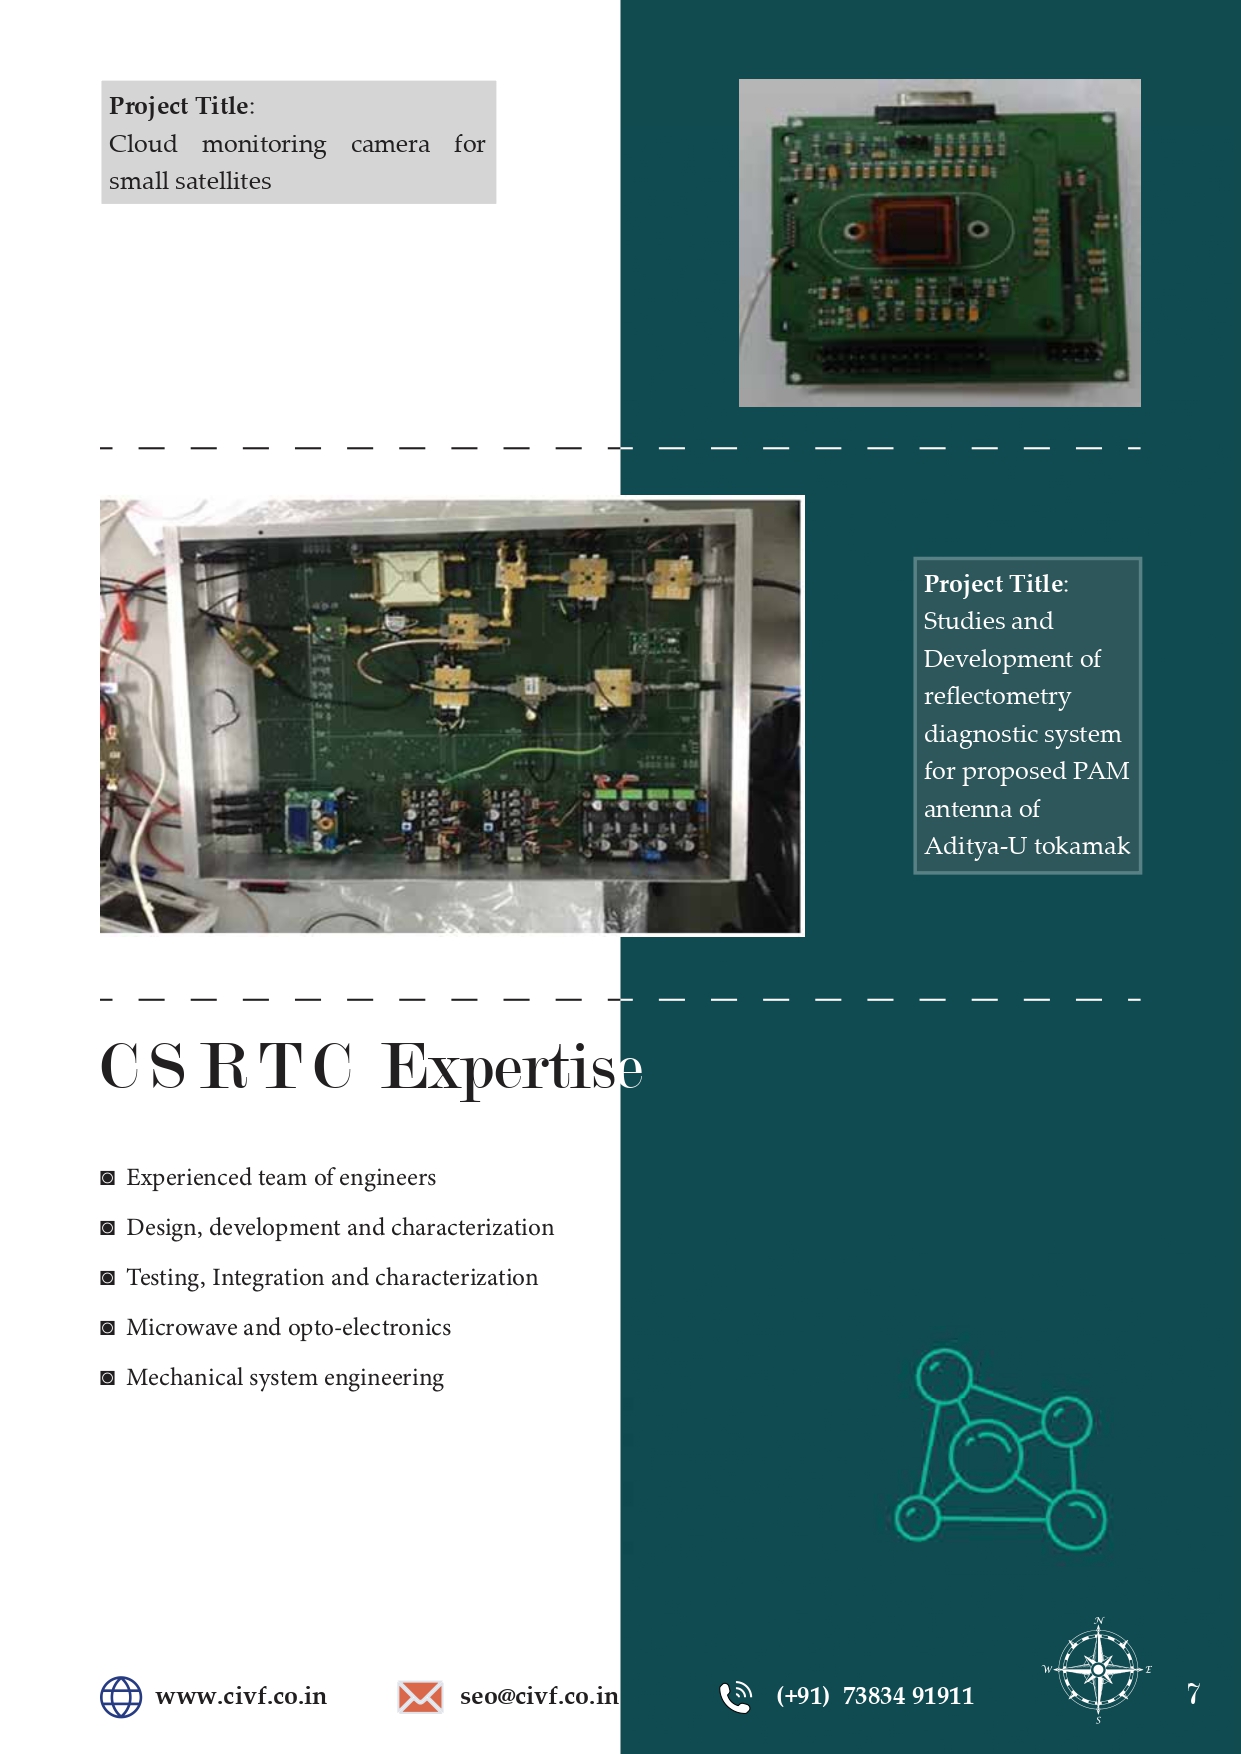 Project Title:
Cloud monitoring camera for
small satellites
Project Title:
Studies and
Development of
reflectometry
diagnostic system
for proposed PAM
antenna of
Aditya-U tokamak
CSRTC Expertise
◙ Experienced team of engineers
◙ Design, development and characterization
◙ Testing, Integration and characterization
◙ Microwave and opto-electronics
◙ Mechanical system engineering
N
W E
S
www.civf.co.in seo@civf.co.in (+91) 73834 91911 7